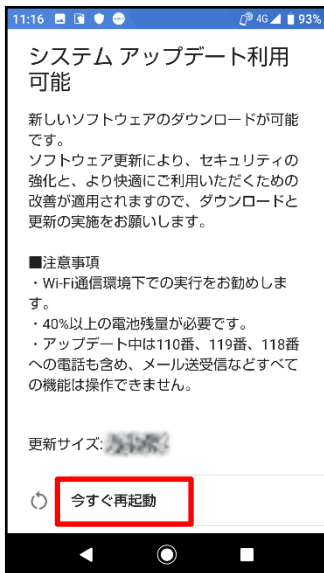 11:16 4G 93%
システム アップデート利用
可能
新しいソフトウェアのダウンロードが可能
です。
ソフトウェア更新により、セキュリティの
強化と、より快適にご利用いただくための
改善が適用されますので、ダウンロードと
更新の実施をお願いします。
■注意事項
・Wi-Fi通信環境下での実行をお勧めしま
す。
・40%以上の電池残量が必要です。
・アップデート中は110番、119番、118番
への電話も含め、メール送受信などすべて
の機能は操作できません。
更新サイズ:
今すぐ再起動